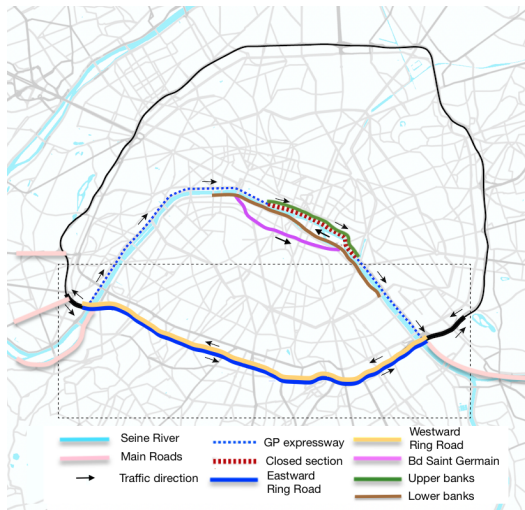 Seine River
Main Roads
Traffic direction
GP expressway
Closed section
Eastward
Ring Road
Westward
Ring Road
Bd Saint Germain
Upper banks
Lower banks